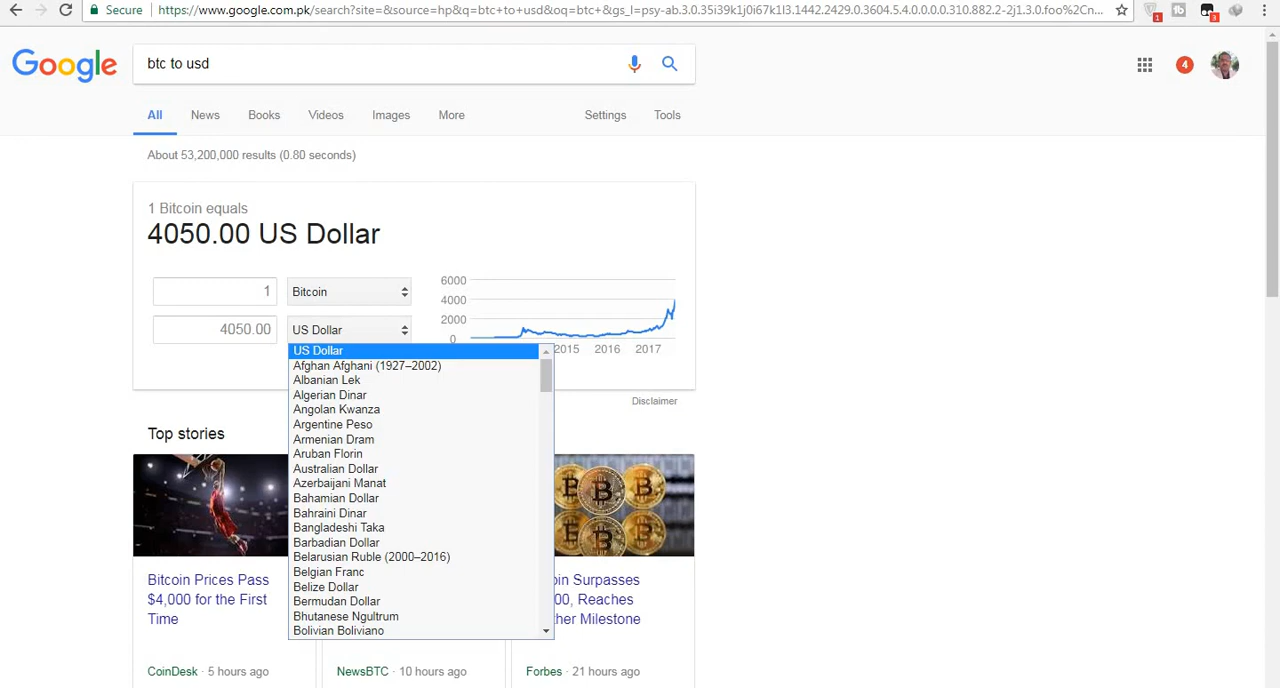 Secure
https://www.google.com.pk/search?site=&source=hp&q=btc+to+usd&oq=btc+&gs_l=psy-ab.3.0.35i39k1j0i67k1l3.1442.2429.0.3604.5.4.0.0.0.0.310.882.2-2j1.3.0.foo%2Cn...
1
3
Google
btc to usd
4
All News Books Videos Images More Settings Tools
About 53,200,000 results (0.80 seconds)
1 Bitcoin equals
4050.00 US Dollar
1 Bitcoin
4050.00 US Dollar
6000
4000
2000
0
2015 2016 2017
US Dollar
Afghan Afghani (1927–2002)
Albanian Lek
Algerian Dinar
Angolan Kwanza
Argentine Peso
Armenian Dram
Aruban Florin
Australian Dollar
Azerbaijani Manat
Bahamian Dollar
Bahraini Dinar
Bangladeshi Taka
Barbadian Dollar
Belarusian Ruble (2000–2016)
Belgian Franc
Belize Dollar
Bermudan Dollar
Bhutanese Ngultrum
Bolivian Boliviano
Disclaimer
Top stories
Bitcoin Prices Pass
$4,000 for the First
Time
CoinDesk · 5 hours ago
NewsBTC · 10 hours ago
Surpasses
00, Reaches
Milestone
Forbes · 21 hours ago